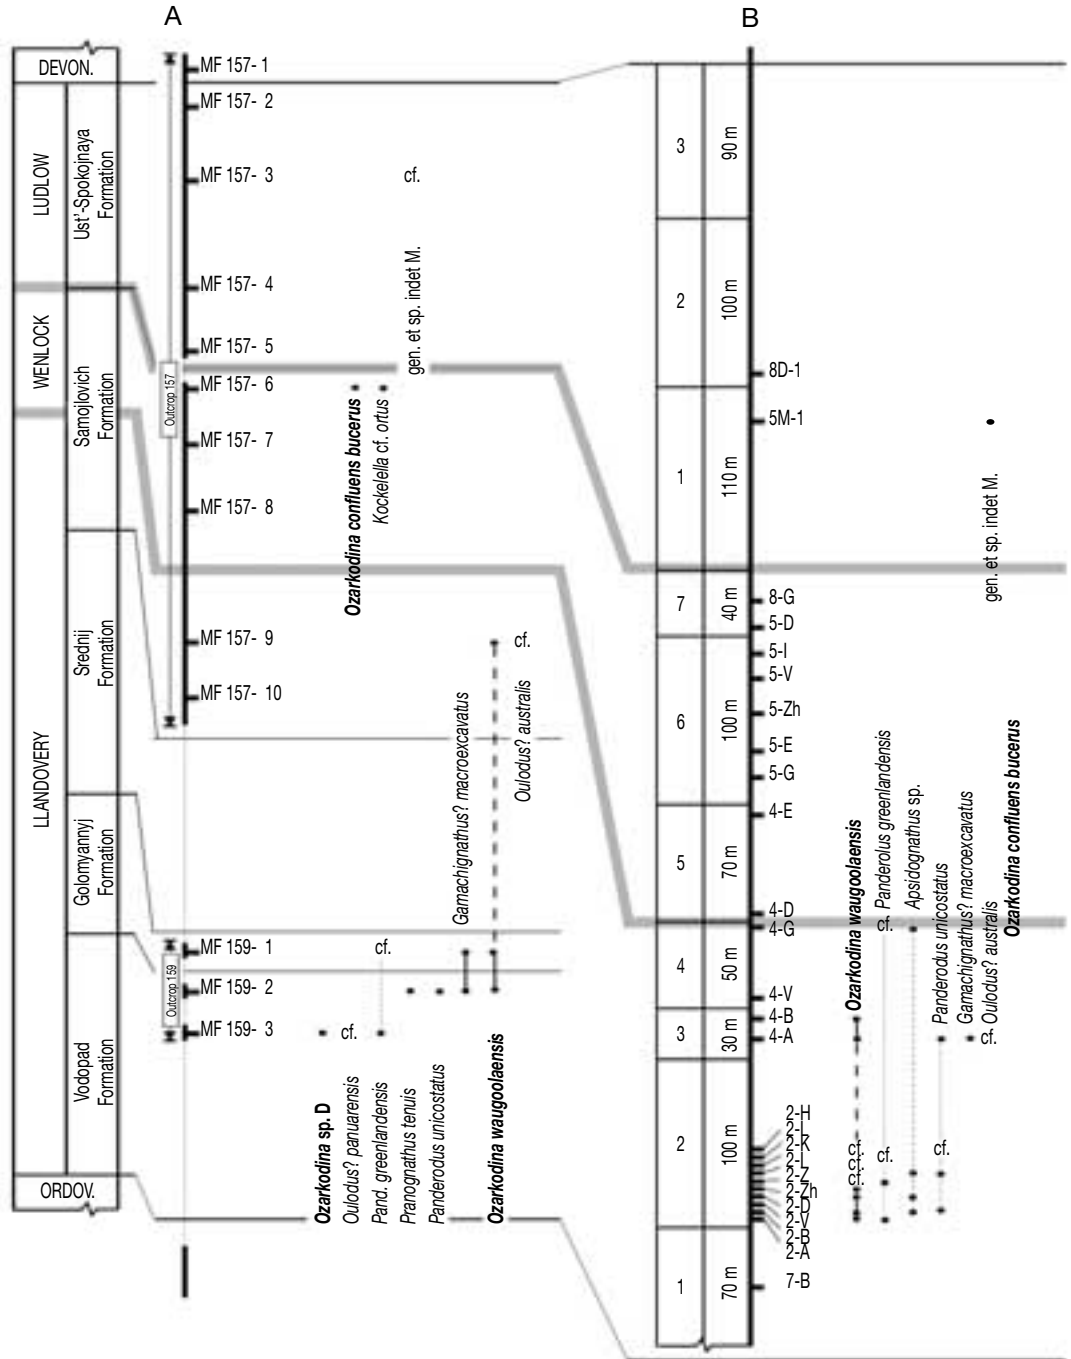 A
B
DEVON.
LUDLOW
Ust'-Spokojnaya
Formation
WENLOCK
Samojlovich
Formation
LLANDOVERY
Srednij
Formation
Golomyannyj
Formation
Vodopad
Formation
ORDOV.
Outcrop 157
Outcrop 159
MF 157- 1
MF 157- 2
MF 157- 3
MF 157- 4
MF 157- 5
MF 157- 6
MF 157- 7
MF 157- 8
MF 157- 9
MF 157- 10
MF 159- 1
MF 159- 2
MF 159- 3
cf.
gen. et sp. indet M.
Ozarkodina confluens bucerus
Kockelella cf. ortus
cf.
Gamachignathus? macroexcavatus
Oulodus? australis
cf.
cf.
Ozarkodina sp. D
Oulodus? panuarensis
Pand. greenlandensis
Pranognathus tenuis
Panderodus unicostatus
Ozarkodina waugoolaensis
3
90 m
2
100 m
1
110 m
7
40 m
6
100 m
5
70 m
4
50 m
3
30 m
2
100 m
1
70 m
8D-1
5M-1
8-G
5-D
5-I
5-V
5-Zh
5-E
5-G
4-E
4-D
4-G
4-V
4-B
4-A
2-H
2-L
2-K
2-I
2-Z
2-Zh
2-D
2-V
2-B
2-A
7-B
gen. et sp. indet M.
Ozarkodina waugoolaensis
Panderolus greenlandensis
Apsidognathus sp.
Panderodus unicostatus
Gamachignathus? macroexcavatus
Oulodus? australis
Ozarkodina confluens bucerus
cf.
cf.
cf.
cf.
cf.
cf.
cf.